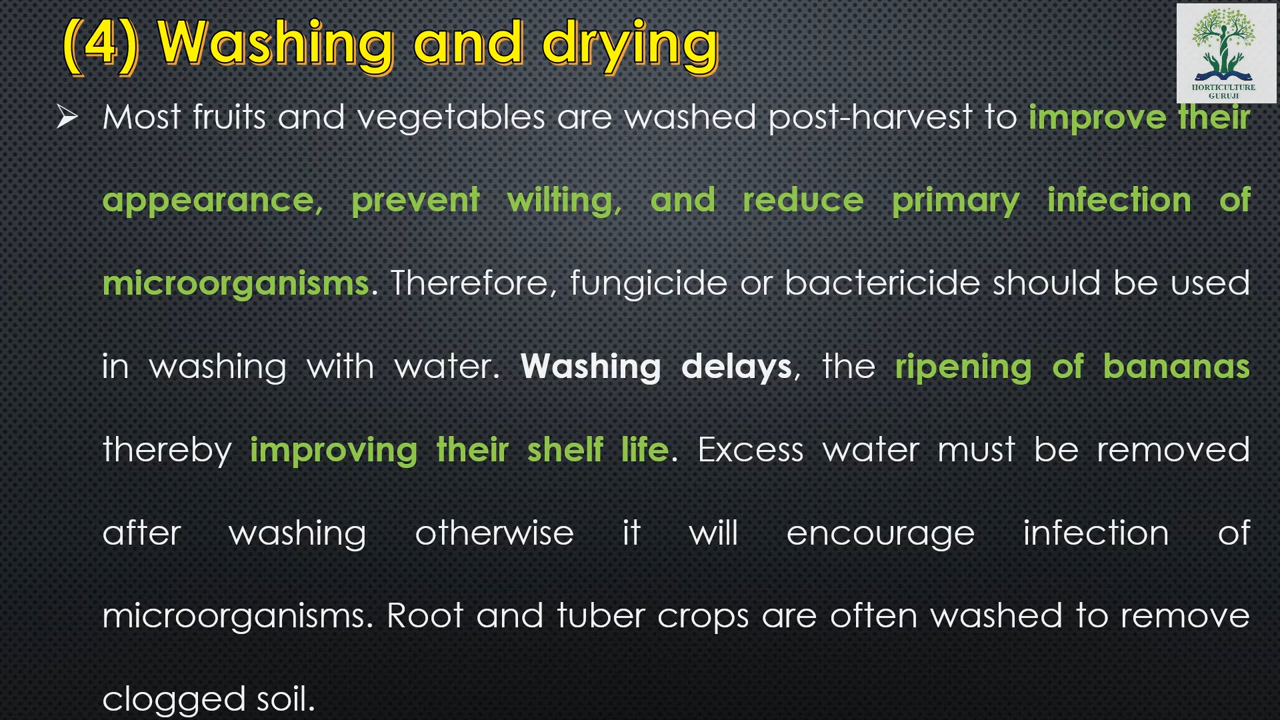 (4) Washing and drying
HORTICULTURE
GURUJI
➢ Most fruits and vegetables are washed post-harvest to improve their
appearance, prevent wilting, and reduce primary infection of
microorganisms. Therefore, fungicide or bactericide should be used
in washing with water. Washing delays, the ripening of bananas
thereby improving their shelf life. Excess water must be removed
after washing otherwise it will encourage infection of
microorganisms. Root and tuber crops are often washed to remove
clogged soil.